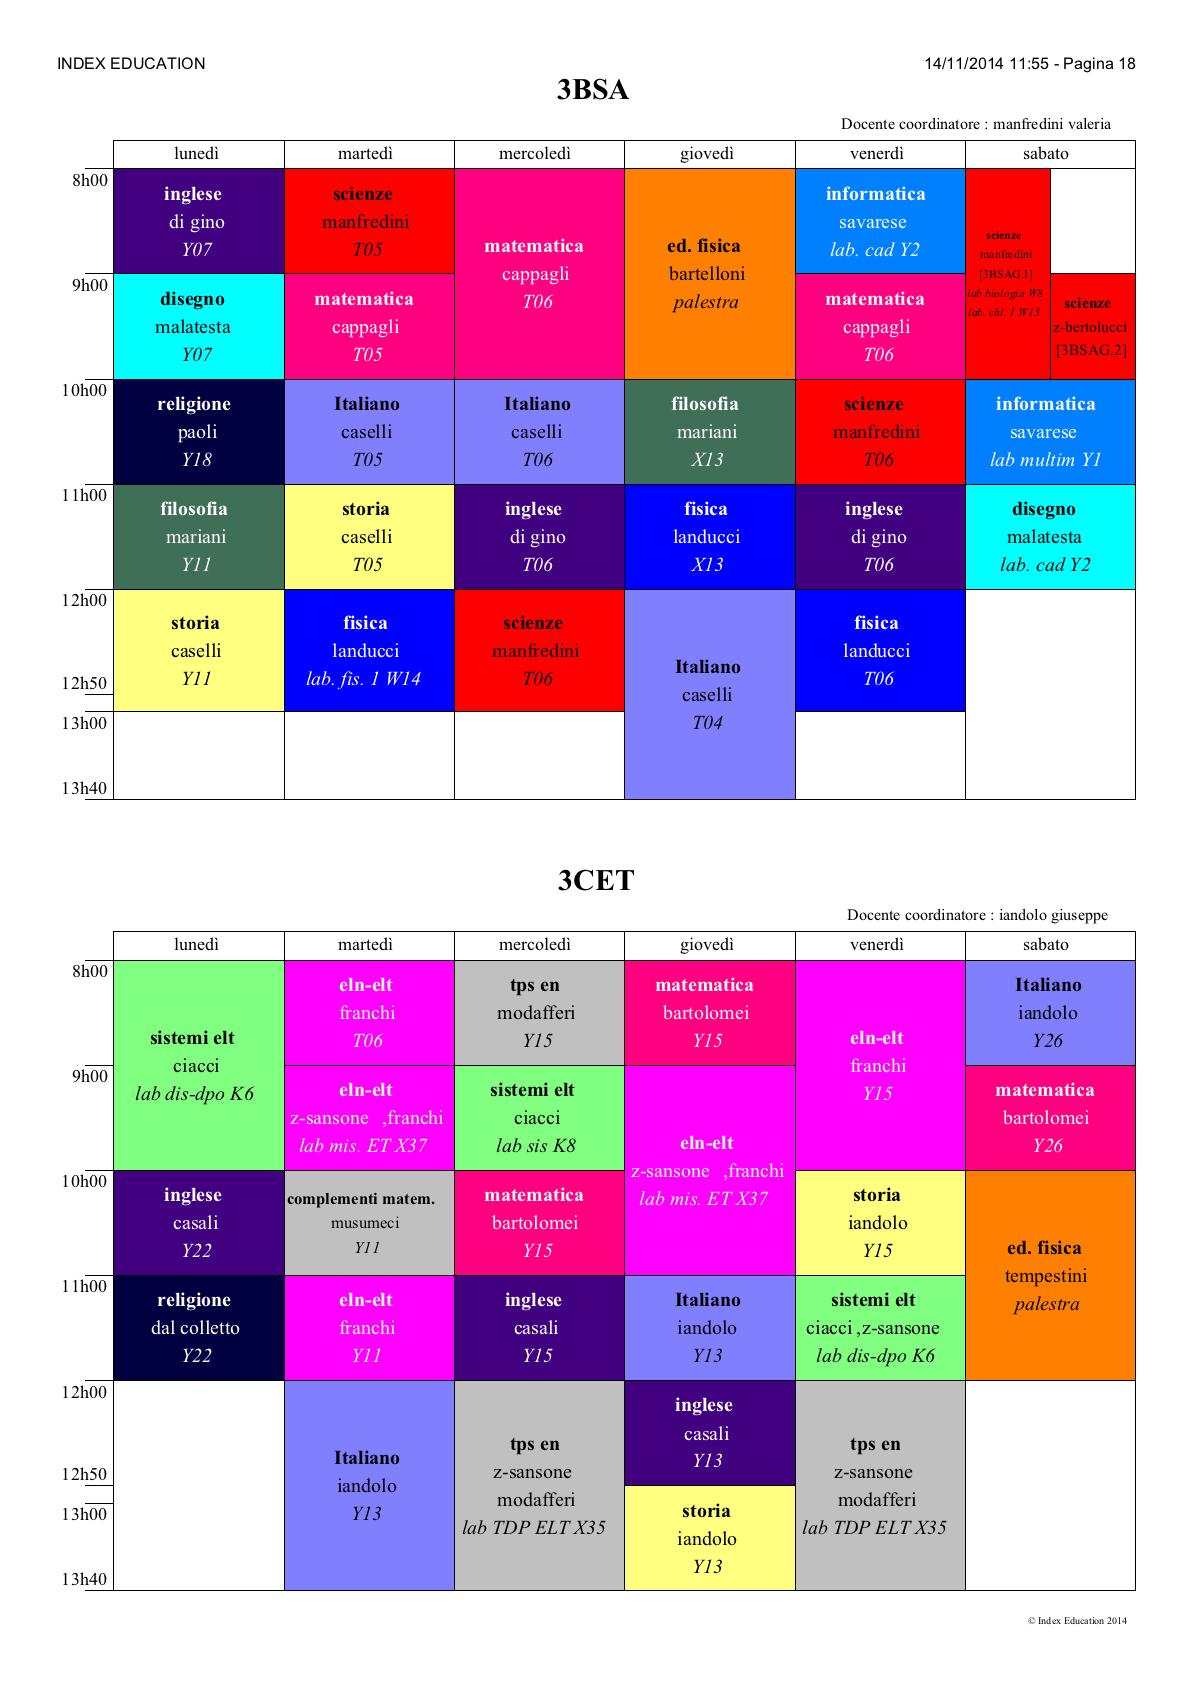 INDEX EDUCATION
14/11/2014 11:55 - Pagina 18
3BSA
Docente coordinatore : manfredini valeria
lunedì martedì mercoledì giovedì venerdì sabato
8h00
inglese
di gino
Y07
scienze
manfredini
T05
matematica
cappagli
T06
ed. fisica
bartelloni
palestra
informatica
savarese
lab. cad Y2
scienze
manfredini
[3BSAG.1]
lab biologia W8
lab. chi. 1 W13
9h00
disegno
malatesta
Y07
matematica
cappagli
T05
matematica
cappagli
T06
scienze
z-bertolucci
[3BSAG.2]
10h00
religione
paoli
Y18
Italiano
caselli
T05
Italiano
caselli
T06
filosofia
mariani
X13
scienze
manfredini
T06
informatica
savarese
lab multim Y1
11h00
filosofia
mariani
Y11
storia
caselli
T05
inglese
di gino
T06
fisica
landucci
X13
inglese
di gino
T06
disegno
malatesta
lab. cad Y2
12h00
storia
caselli
Y11
fisica
landucci
lab. fis. 1 W14
scienze
manfredini
T06
Italiano
caselli
T04
fisica
landucci
T06
12h50
13h00
13h40
3CET
Docente coordinatore : iandolo giuseppe
lunedì martedì mercoledì giovedì venerdì sabato
8h00
sistemi elt
ciacci
lab dis-dpo K6
eln-elt
franchi
T06
tps en
modafferi
Y15
matematica
bartolomei
Y15
eln-elt
franchi
Y15
Italiano
iandolo
Y26
9h00
eln-elt
z-sansone ,franchi
lab mis. ET X37
sistemi elt
ciacci
lab sis K8
eln-elt
z-sansone ,franchi
lab mis. ET X37
matematica
bartolomei
Y26
10h00
inglese
casali
Y22
complementi matem.
musumeci
Y11
matematica
bartolomei
Y15
storia
iandolo
Y15
ed. fisica
tempestini
palestra
11h00
religione
dal colletto
Y22
eln-elt
franchi
Y11
inglese
casali
Y15
Italiano
iandolo
Y13
sistemi elt
ciacci ,z-sansone
lab dis-dpo K6
12h00
Italiano
iandolo
Y13
tps en
z-sansone
modafferi
lab TDP ELT X35
inglese
casali
Y13
tps en
z-sansone
modafferi
lab TDP ELT X35
12h50
13h00
storia
iandolo
Y13
13h40
© Index Education 2014